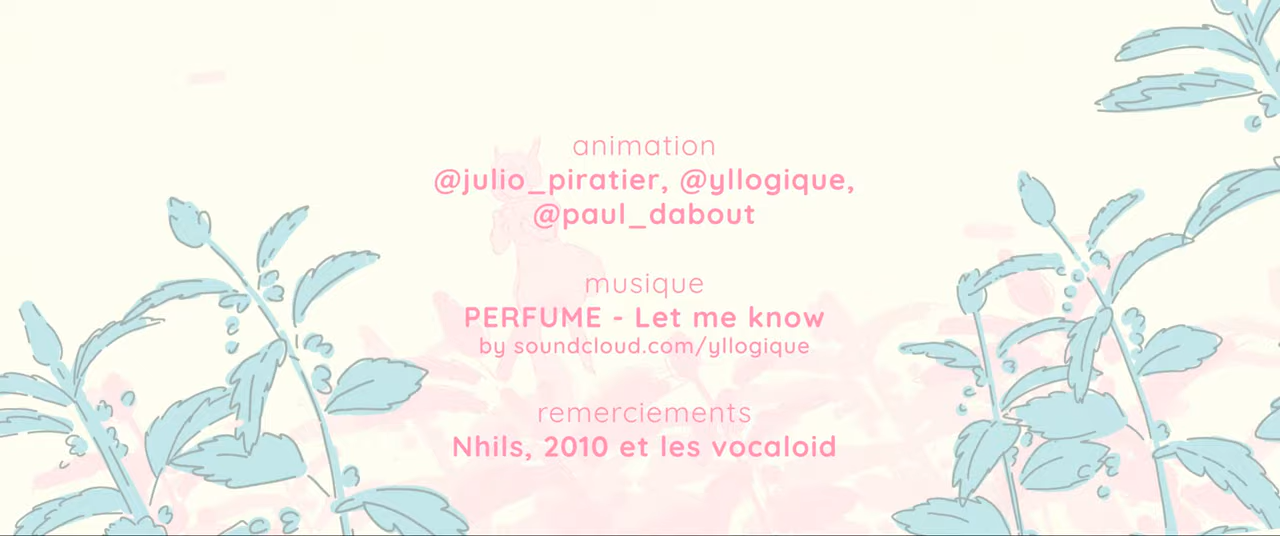 animation
@julio_piratier, @yllogique,
@paul_dabout
musique
PERFUME - Let me know
by soundcloud.com/yllogique
remerciements
Nhils, 2010 et les vocaloid